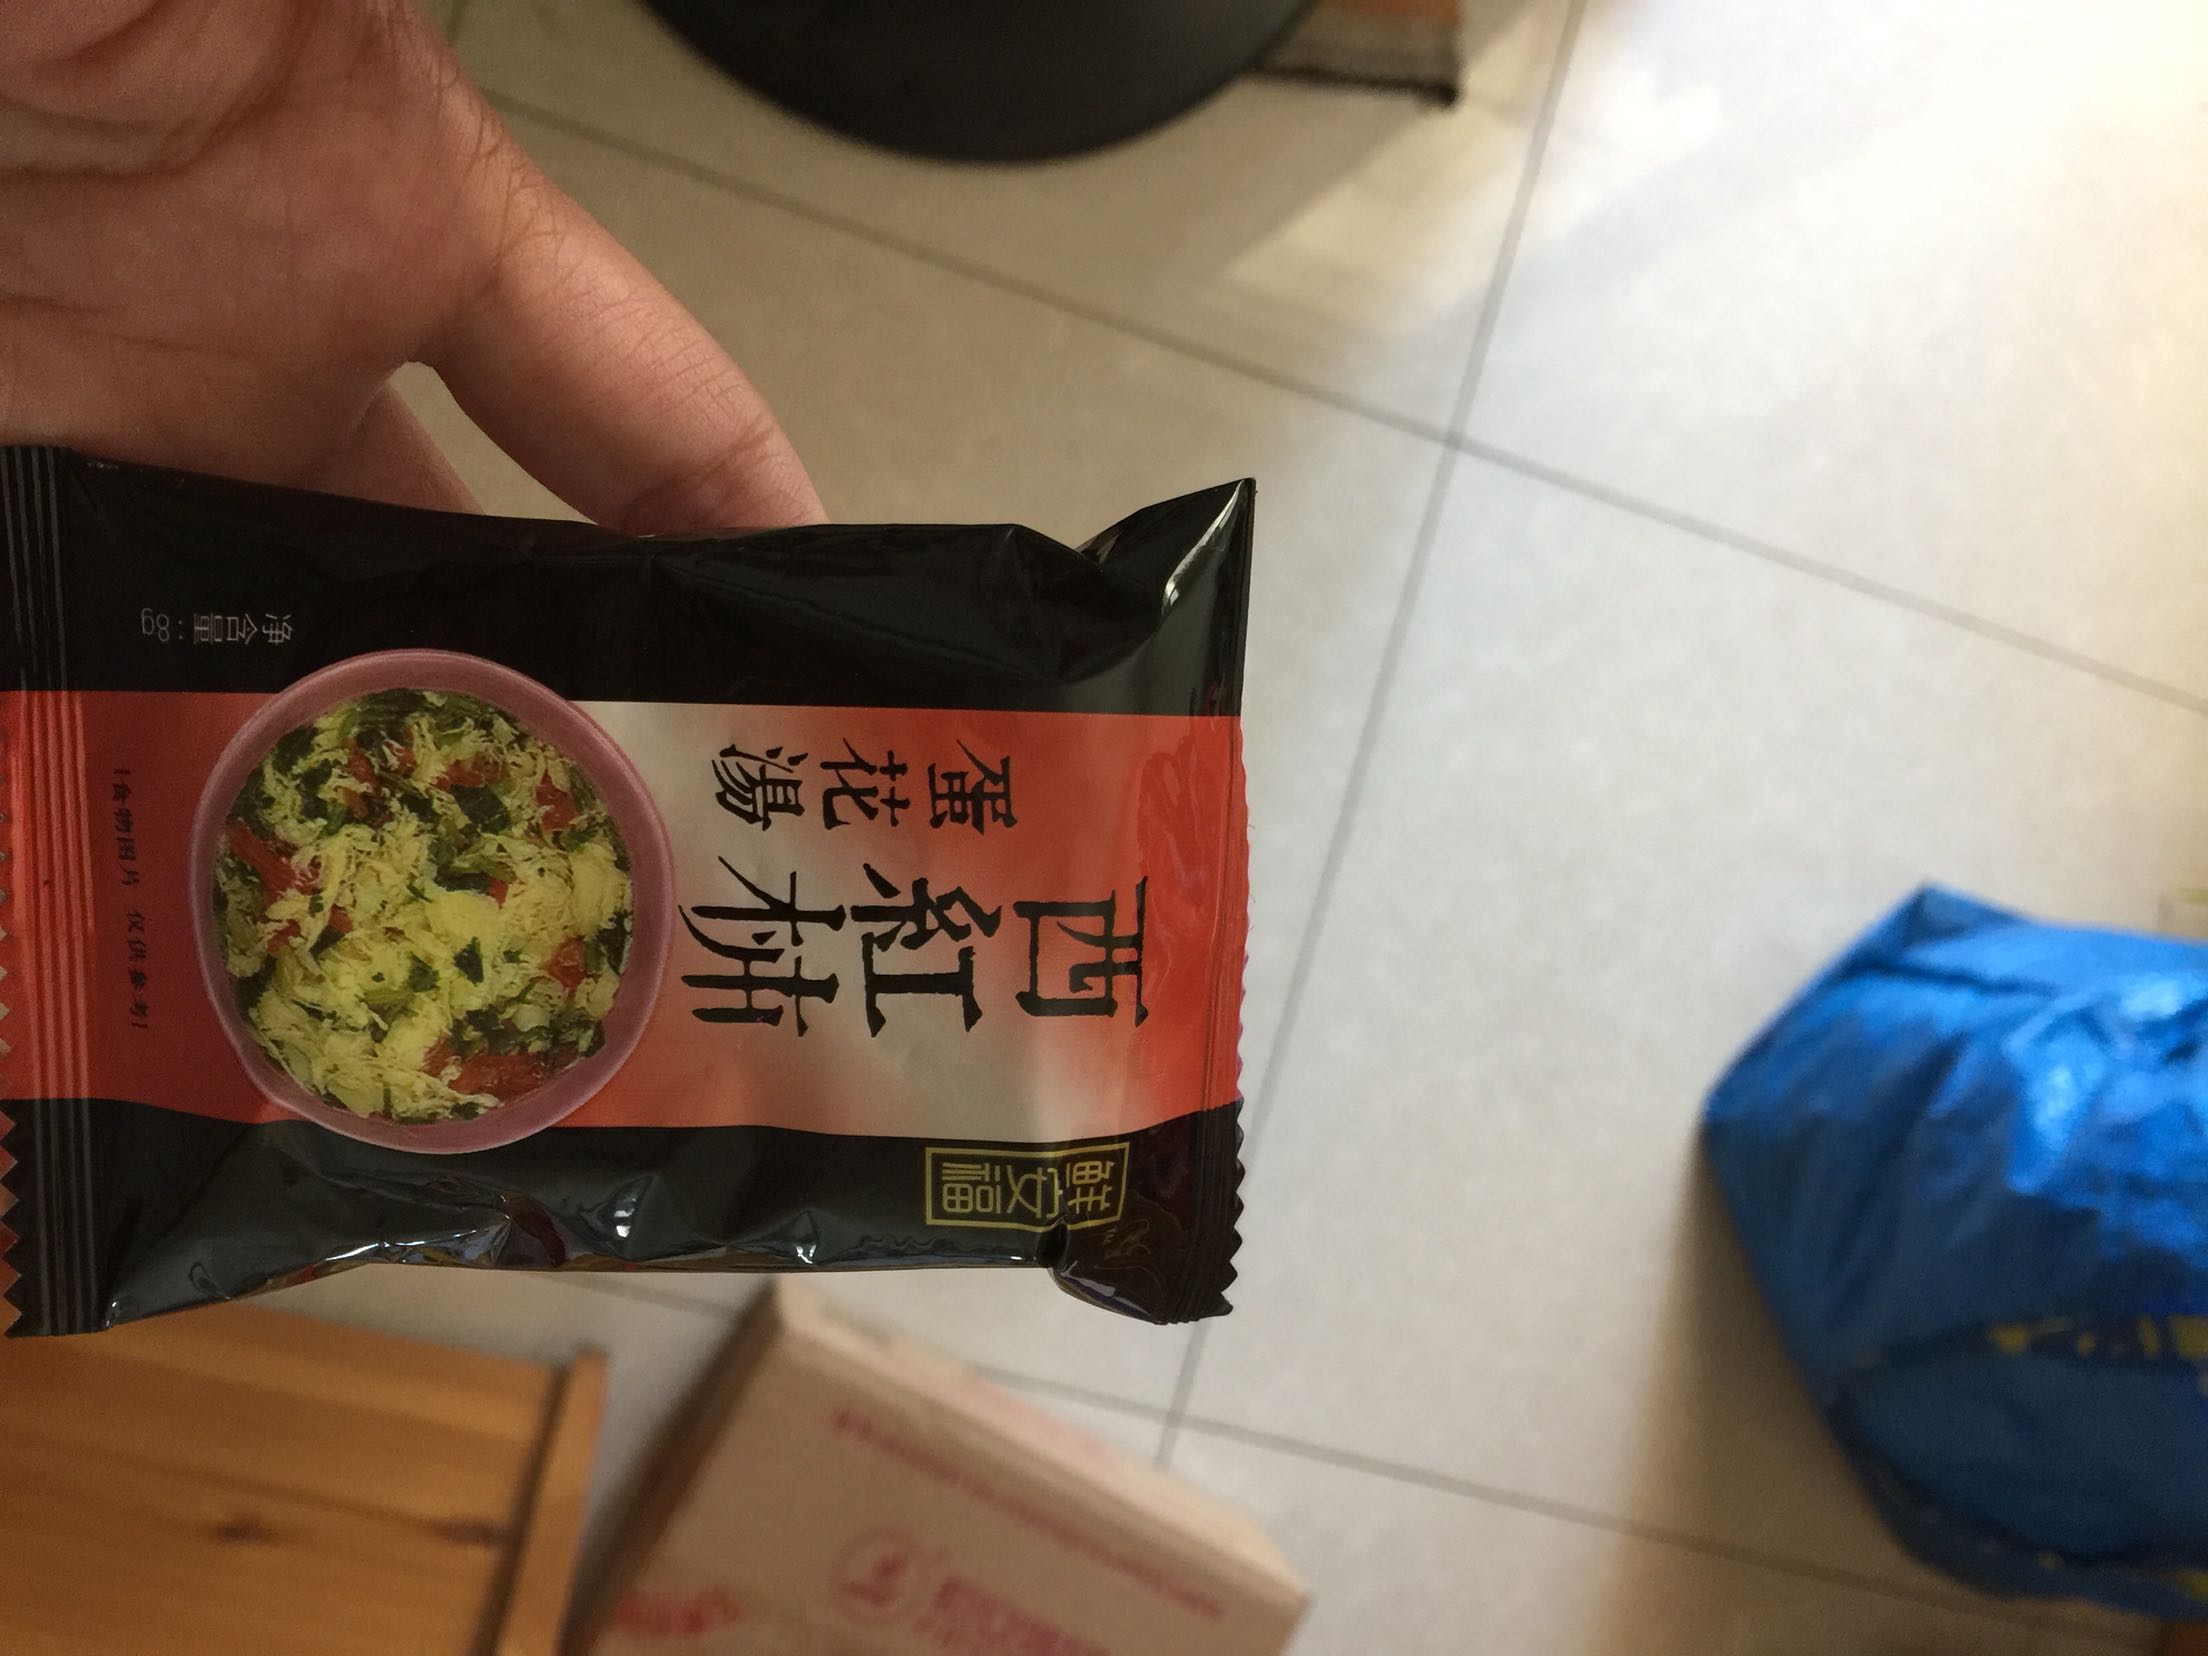 鲜安福
西紅柿
蛋花湯
净含量:8g
[食物图片 仅供参考]